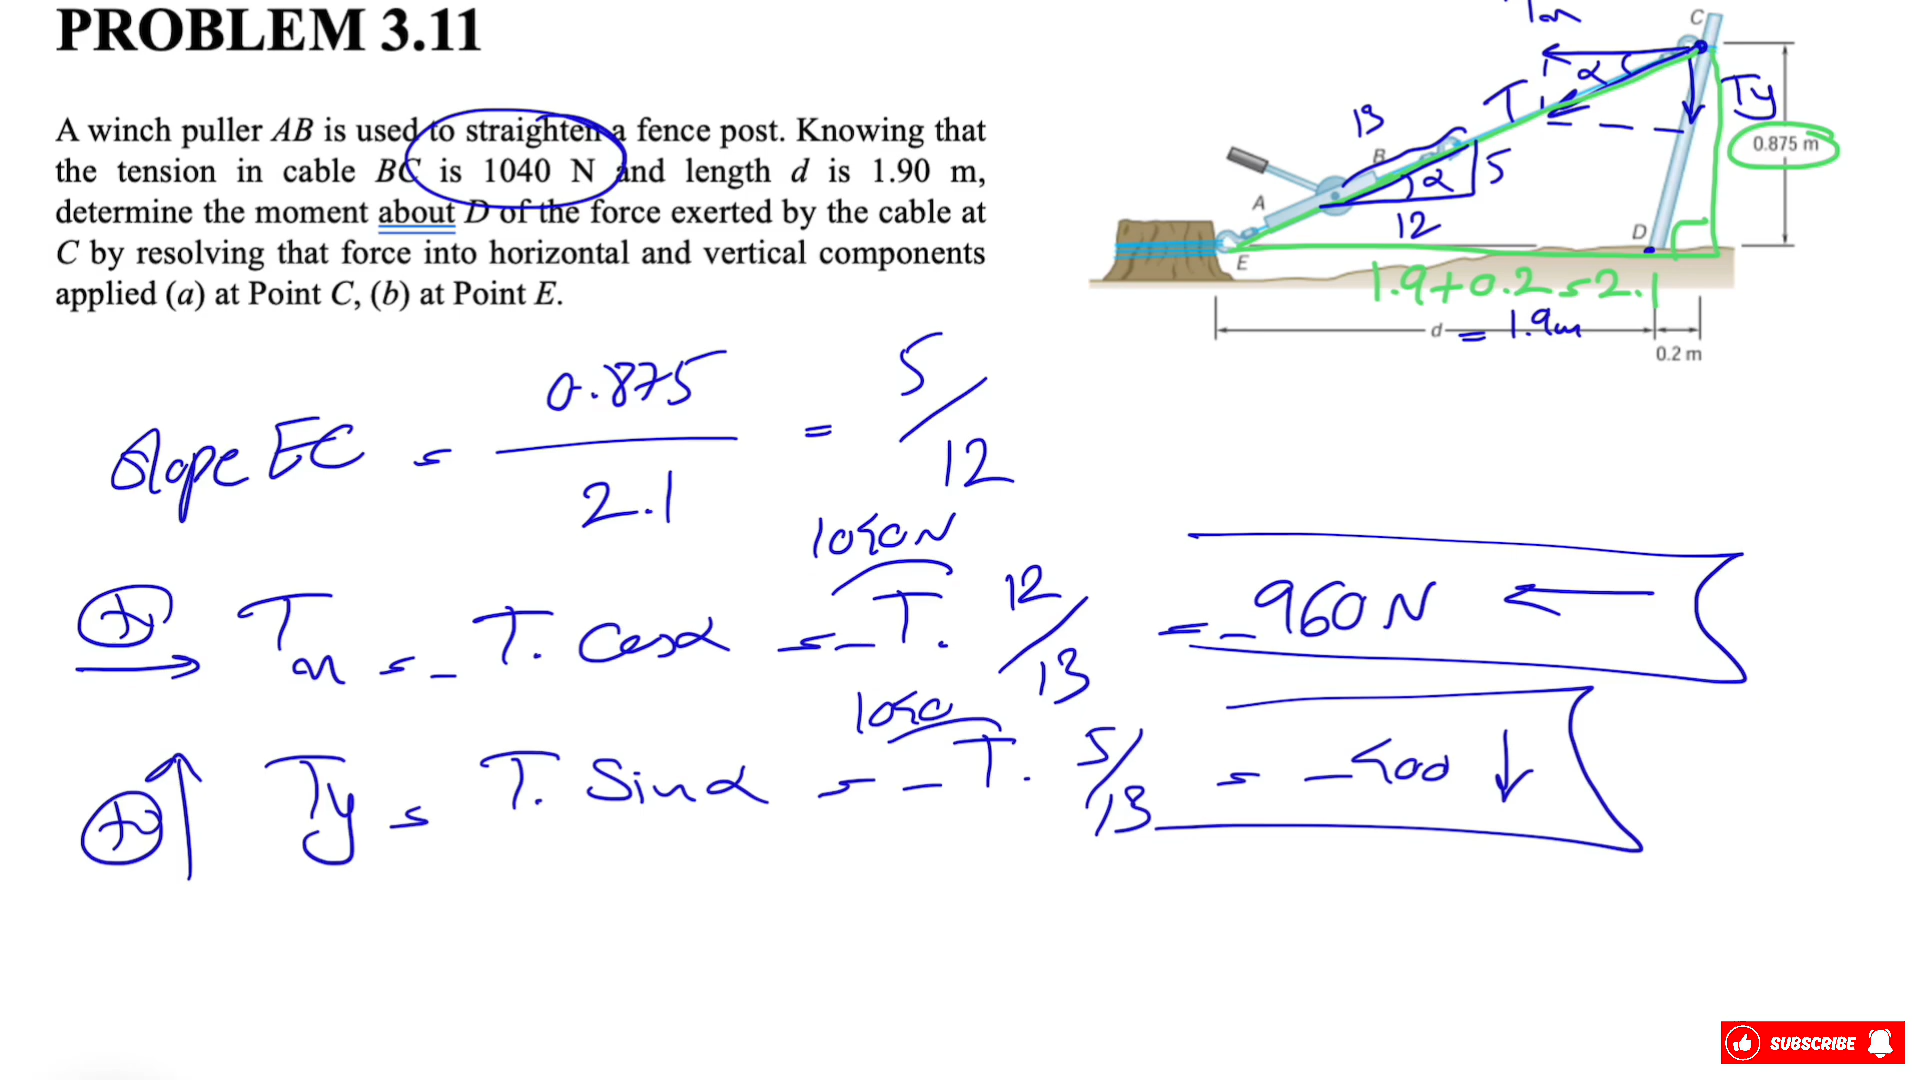 PROBLEM 3.11
A winch puller AB is used to straighten a fence post. Knowing that
the tension in cable BC is 1040 N and length d is 1.90 m,
determine the moment about D of the force exerted by the cable at
C by resolving that force into horizontal and vertical components
applied (a) at Point C, (b) at Point E.
C
α
T
Ty
13
0.875 m
B
5
α
A
12
D
E
1.9+0.2=2.1
d = 1.9m
0.2 m
Slope EC = 0.875 / 2.1 = 5/12
1040N
+ Tx = - T. Cosα = - T. 12/13 = - 960N ←
1040
+ Ty = T. Sinα = - T. 5/13 = - 400 ↓
SUBSCRIBE